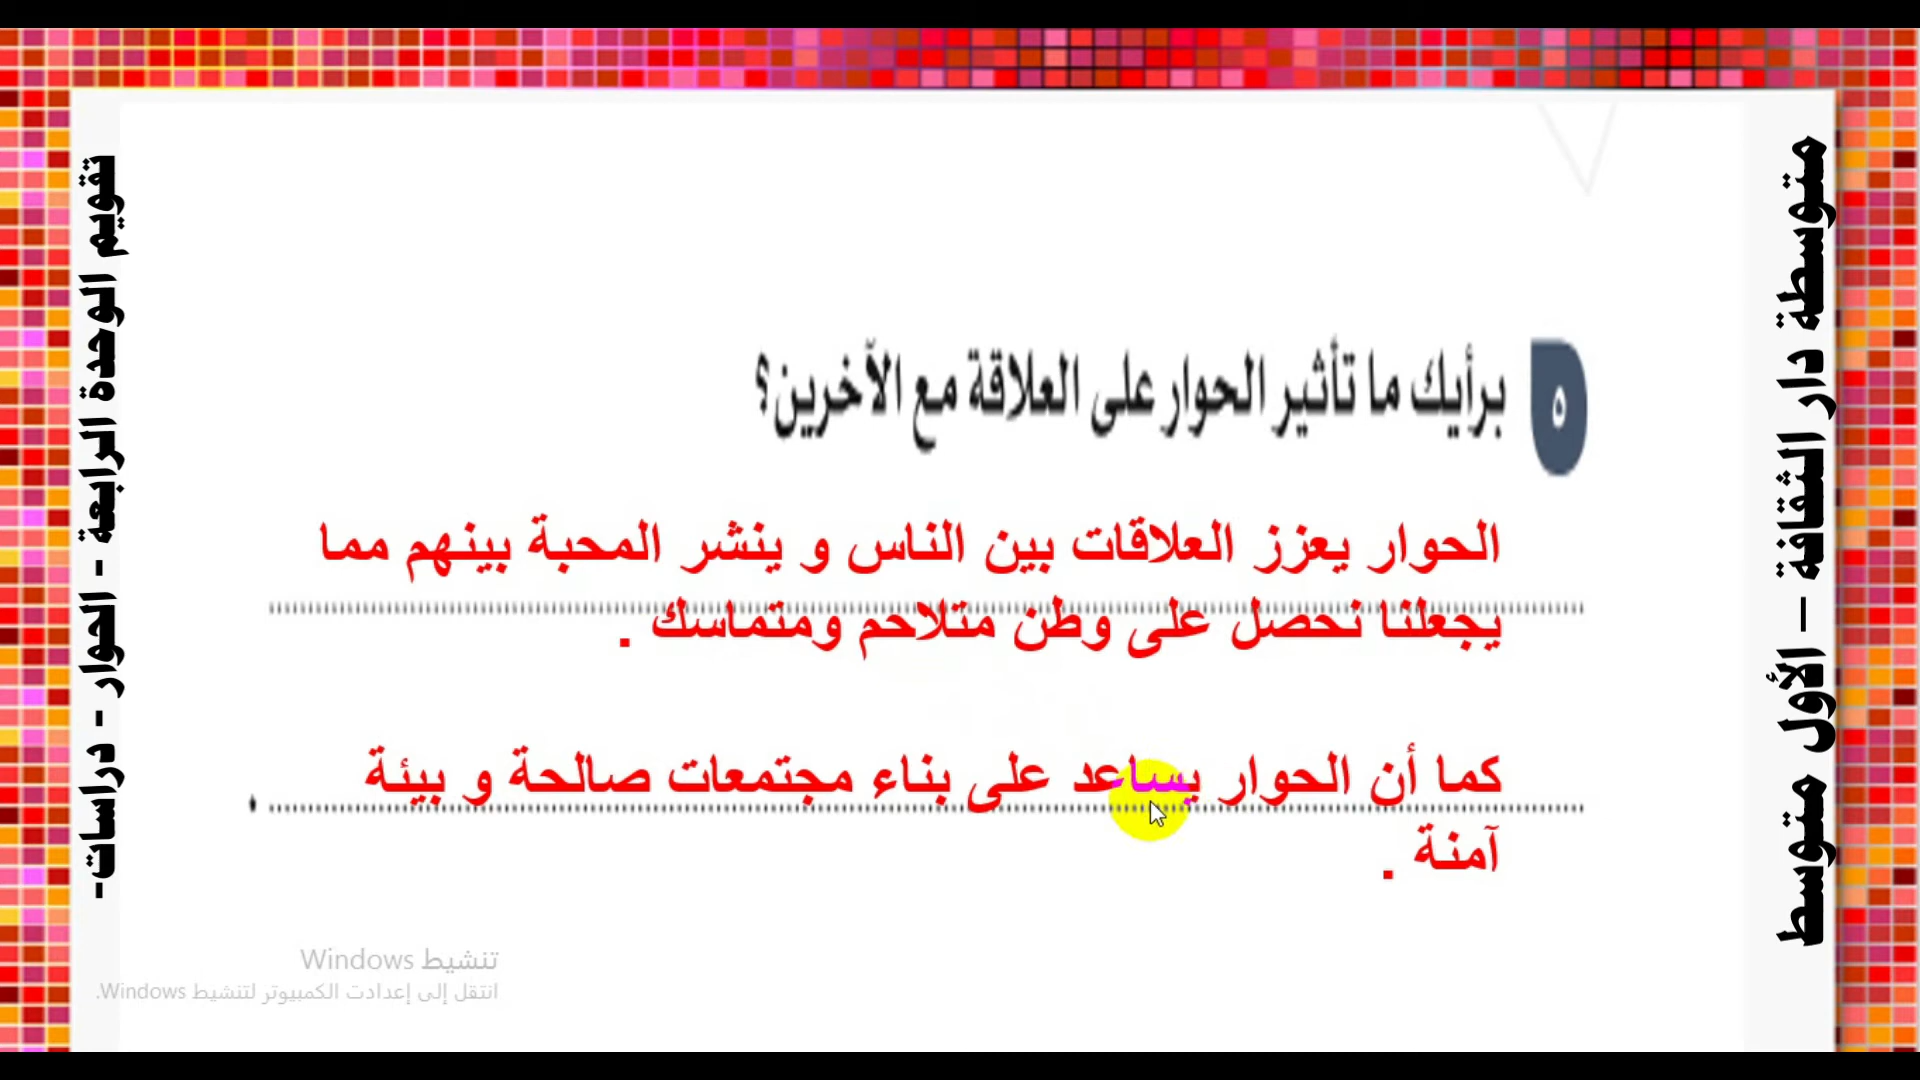 متوسطة دار الثقافة – الأول متوسط
٥ برأيك ما تأثير الحوار على العلاقة مع الآخرين؟
الحوار يعزز العلاقات بين الناس و ينشر المحبة بينهم مما
يجعلنا نحصل على وطن متلاحم ومتماسك .
كما أن الحوار يساعد على بناء مجتمعات صالحة و بيئة
آمنة .
تنشيط Windows
انتقل إلى إعدادت الكمبيوتر لتنشيط Windows.
تقويم الوحدة الرابعة - الحوار - دراسات-